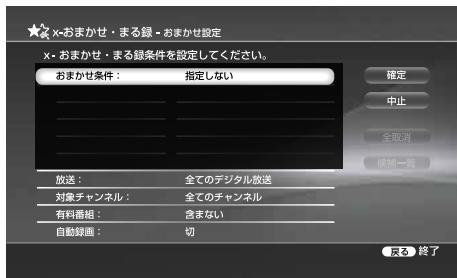 x-おまかせ・まる録 - おまかせ設定
x- おまかせ・まる録条件を設定してください。
おまかせ条件： 指定しない
確定
中止
全取消
候補一覧
放送： 全てのデジタル放送
対象チャンネル： 全てのチャンネル
有料番組： 含まない
自動録画： 切
戻る 終了